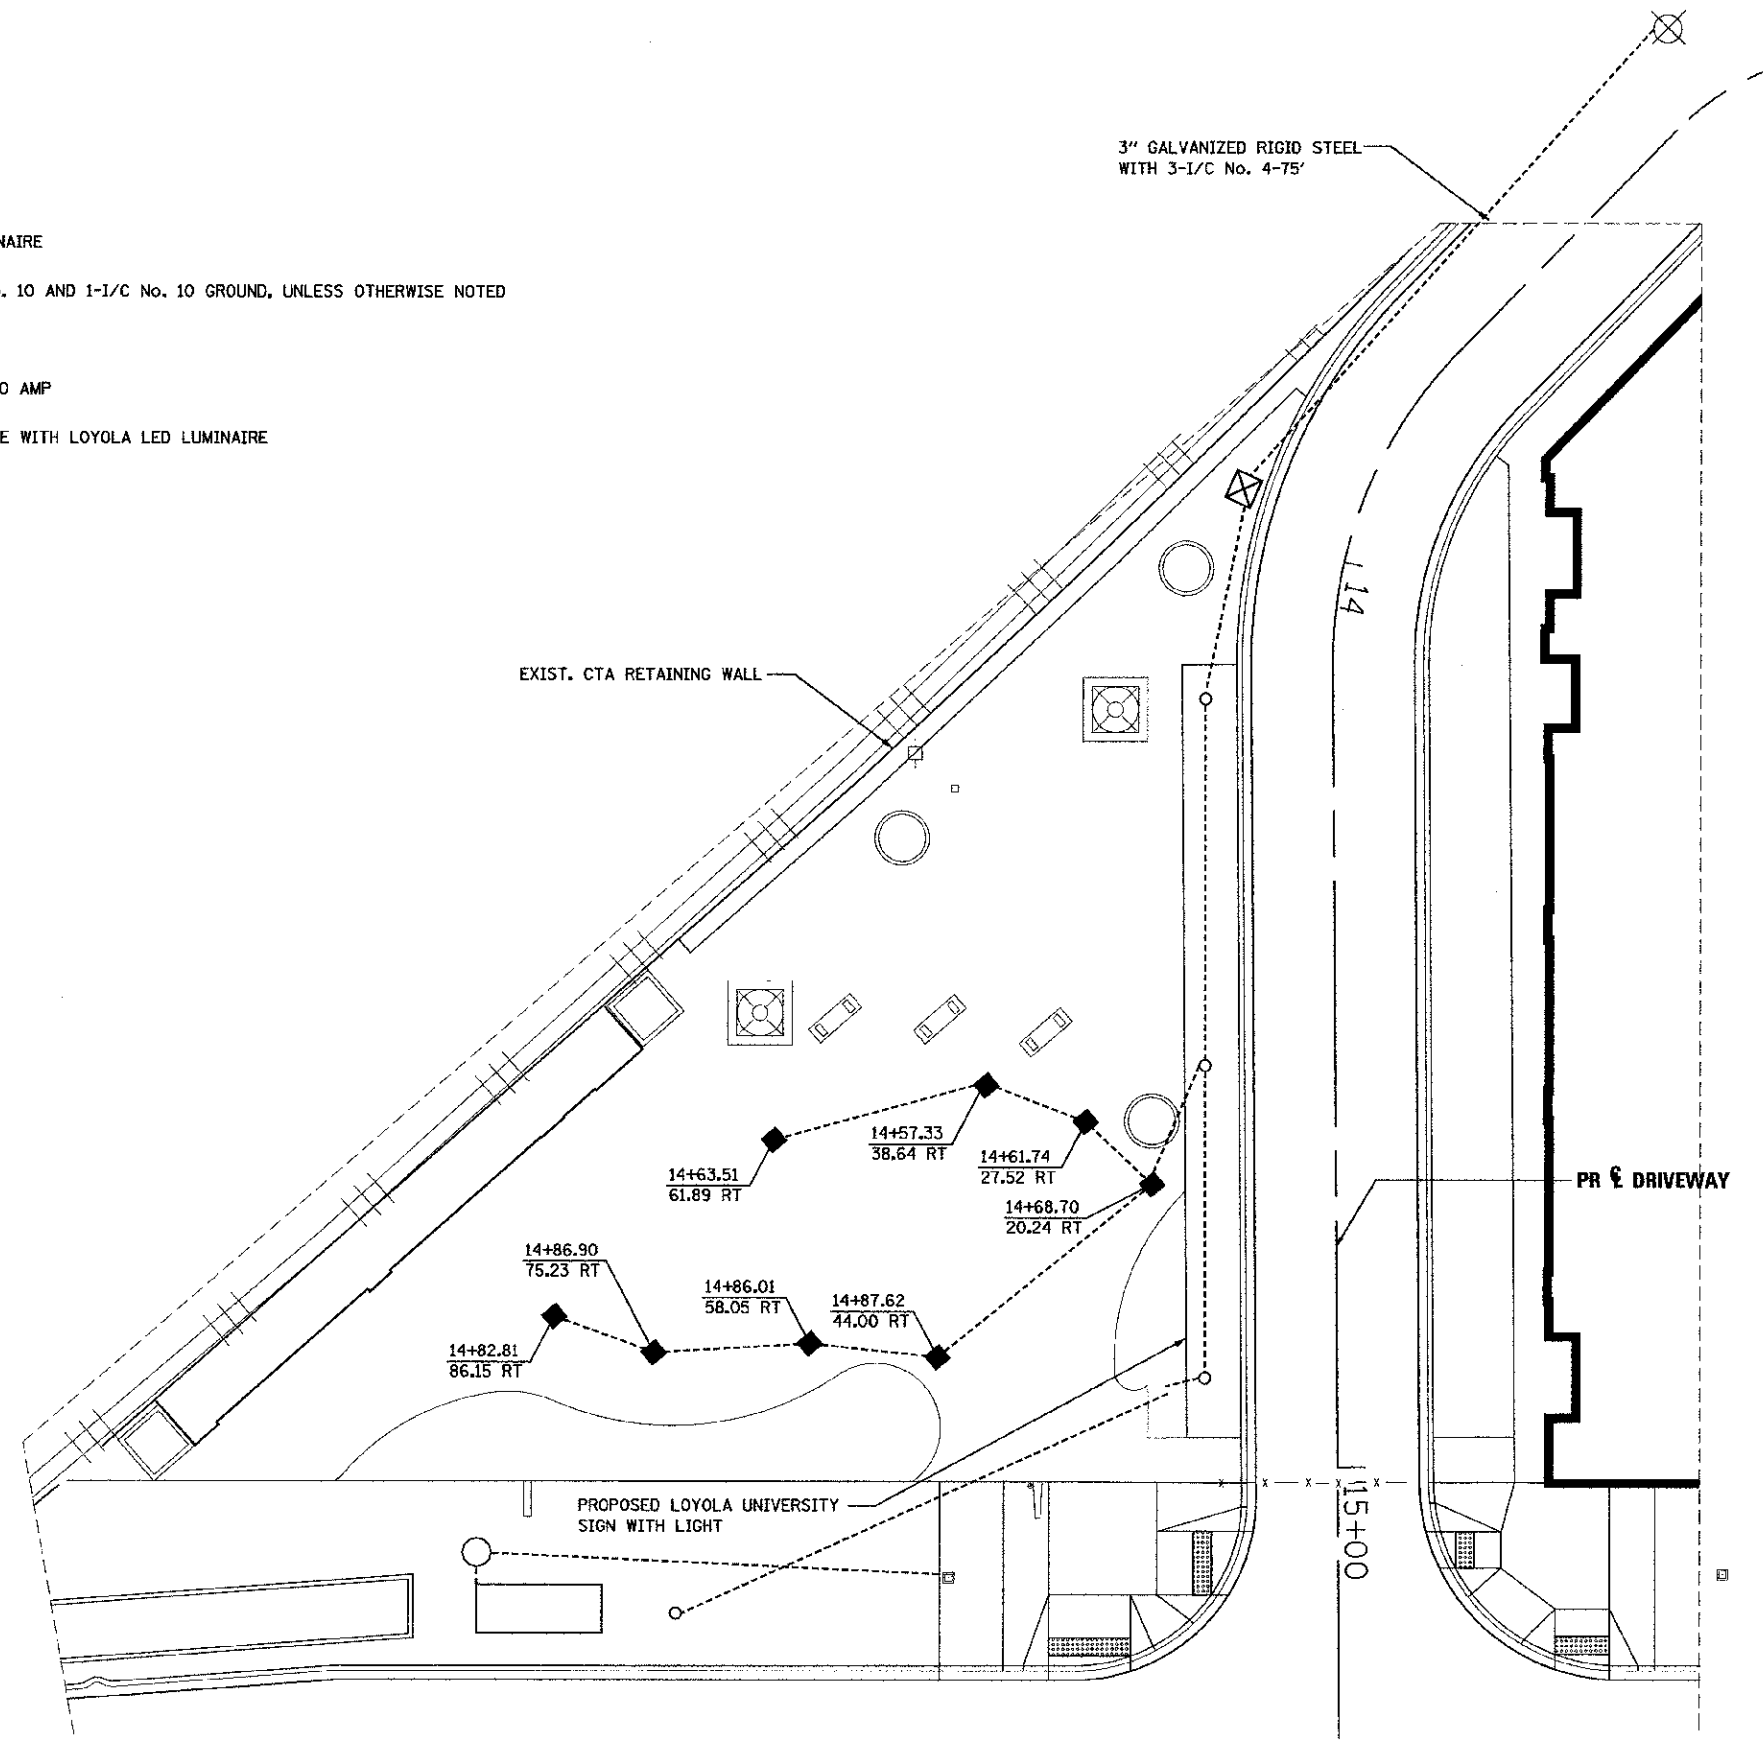 3" GALVANIZED RIGID STEEL
WITH 3-I/C No. 4-75'
NAIRE
. 10 AND 1-I/C No. 10 GROUND, UNLESS OTHERWISE NOTED
0 AMP
E WITH LOYOLA LED LUMINAIRE
14
EXIST. CTA RETAINING WALL
14+57.33
38.64 RT
14+63.51
61.89 RT
14+61.74
27.52 RT
14+68.70
20.24 RT
PR ℄ DRIVEWAY
14+86.90
75.23 RT
14+86.01
58.05 RT
14+87.62
44.00 RT
14+82.81
86.15 RT
PROPOSED LOYOLA UNIVERSITY
SIGN WITH LIGHT
15+00